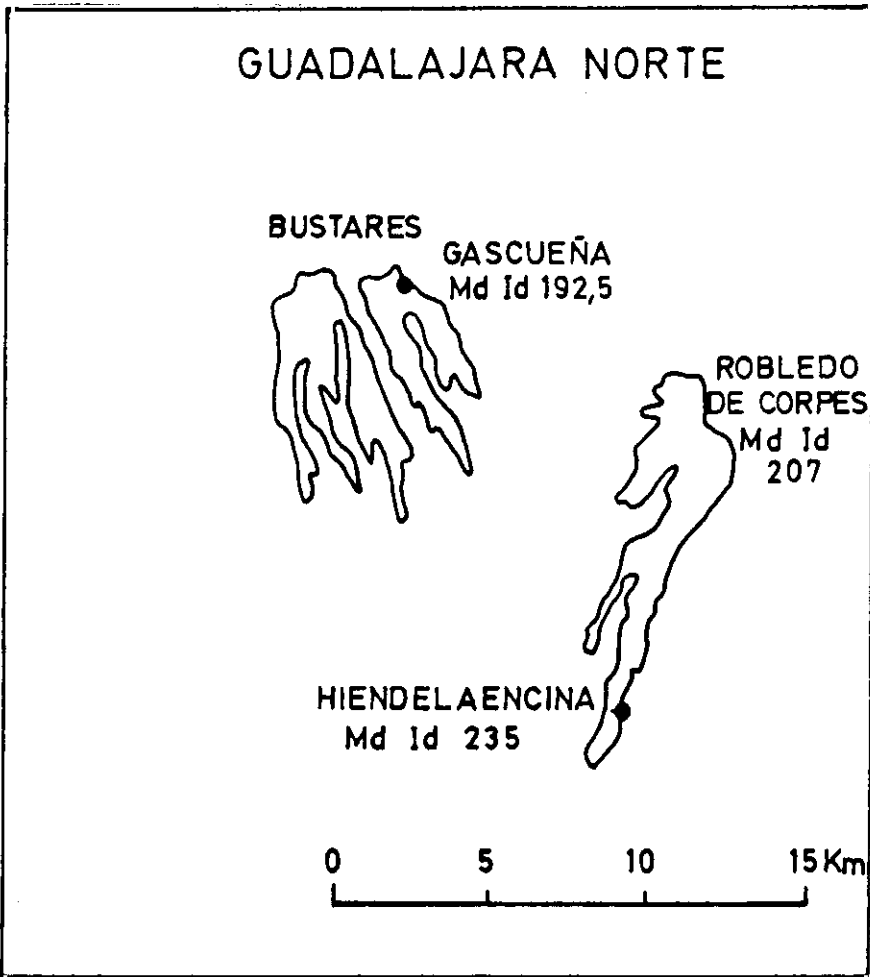 GUADALAJARA NORTE
BUSTARES
GASCUEÑA
Md Id 192,5
ROBLEDO
DE CORPES
Md Id
207
HIENDELAENCINA
Md Id 235
0 5 10 15 Km